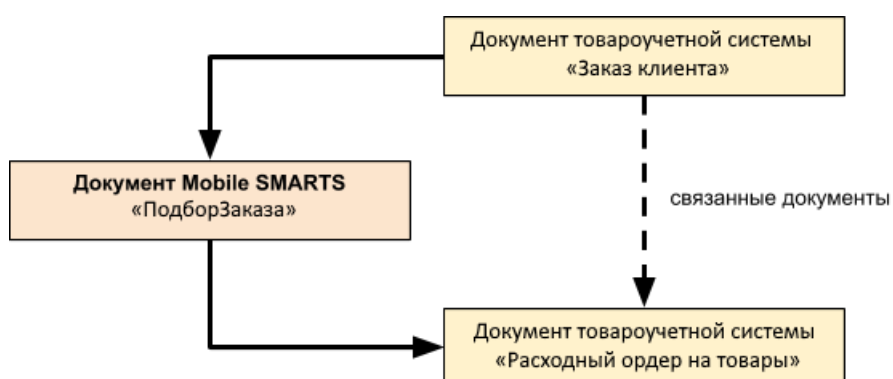 Документ товароучетной системы
«Заказ клиента»
Документ Mobile SMARTS
«ПодборЗаказа»
связанные документы
Документ товароучетной системы
«Расходный ордер на товары»